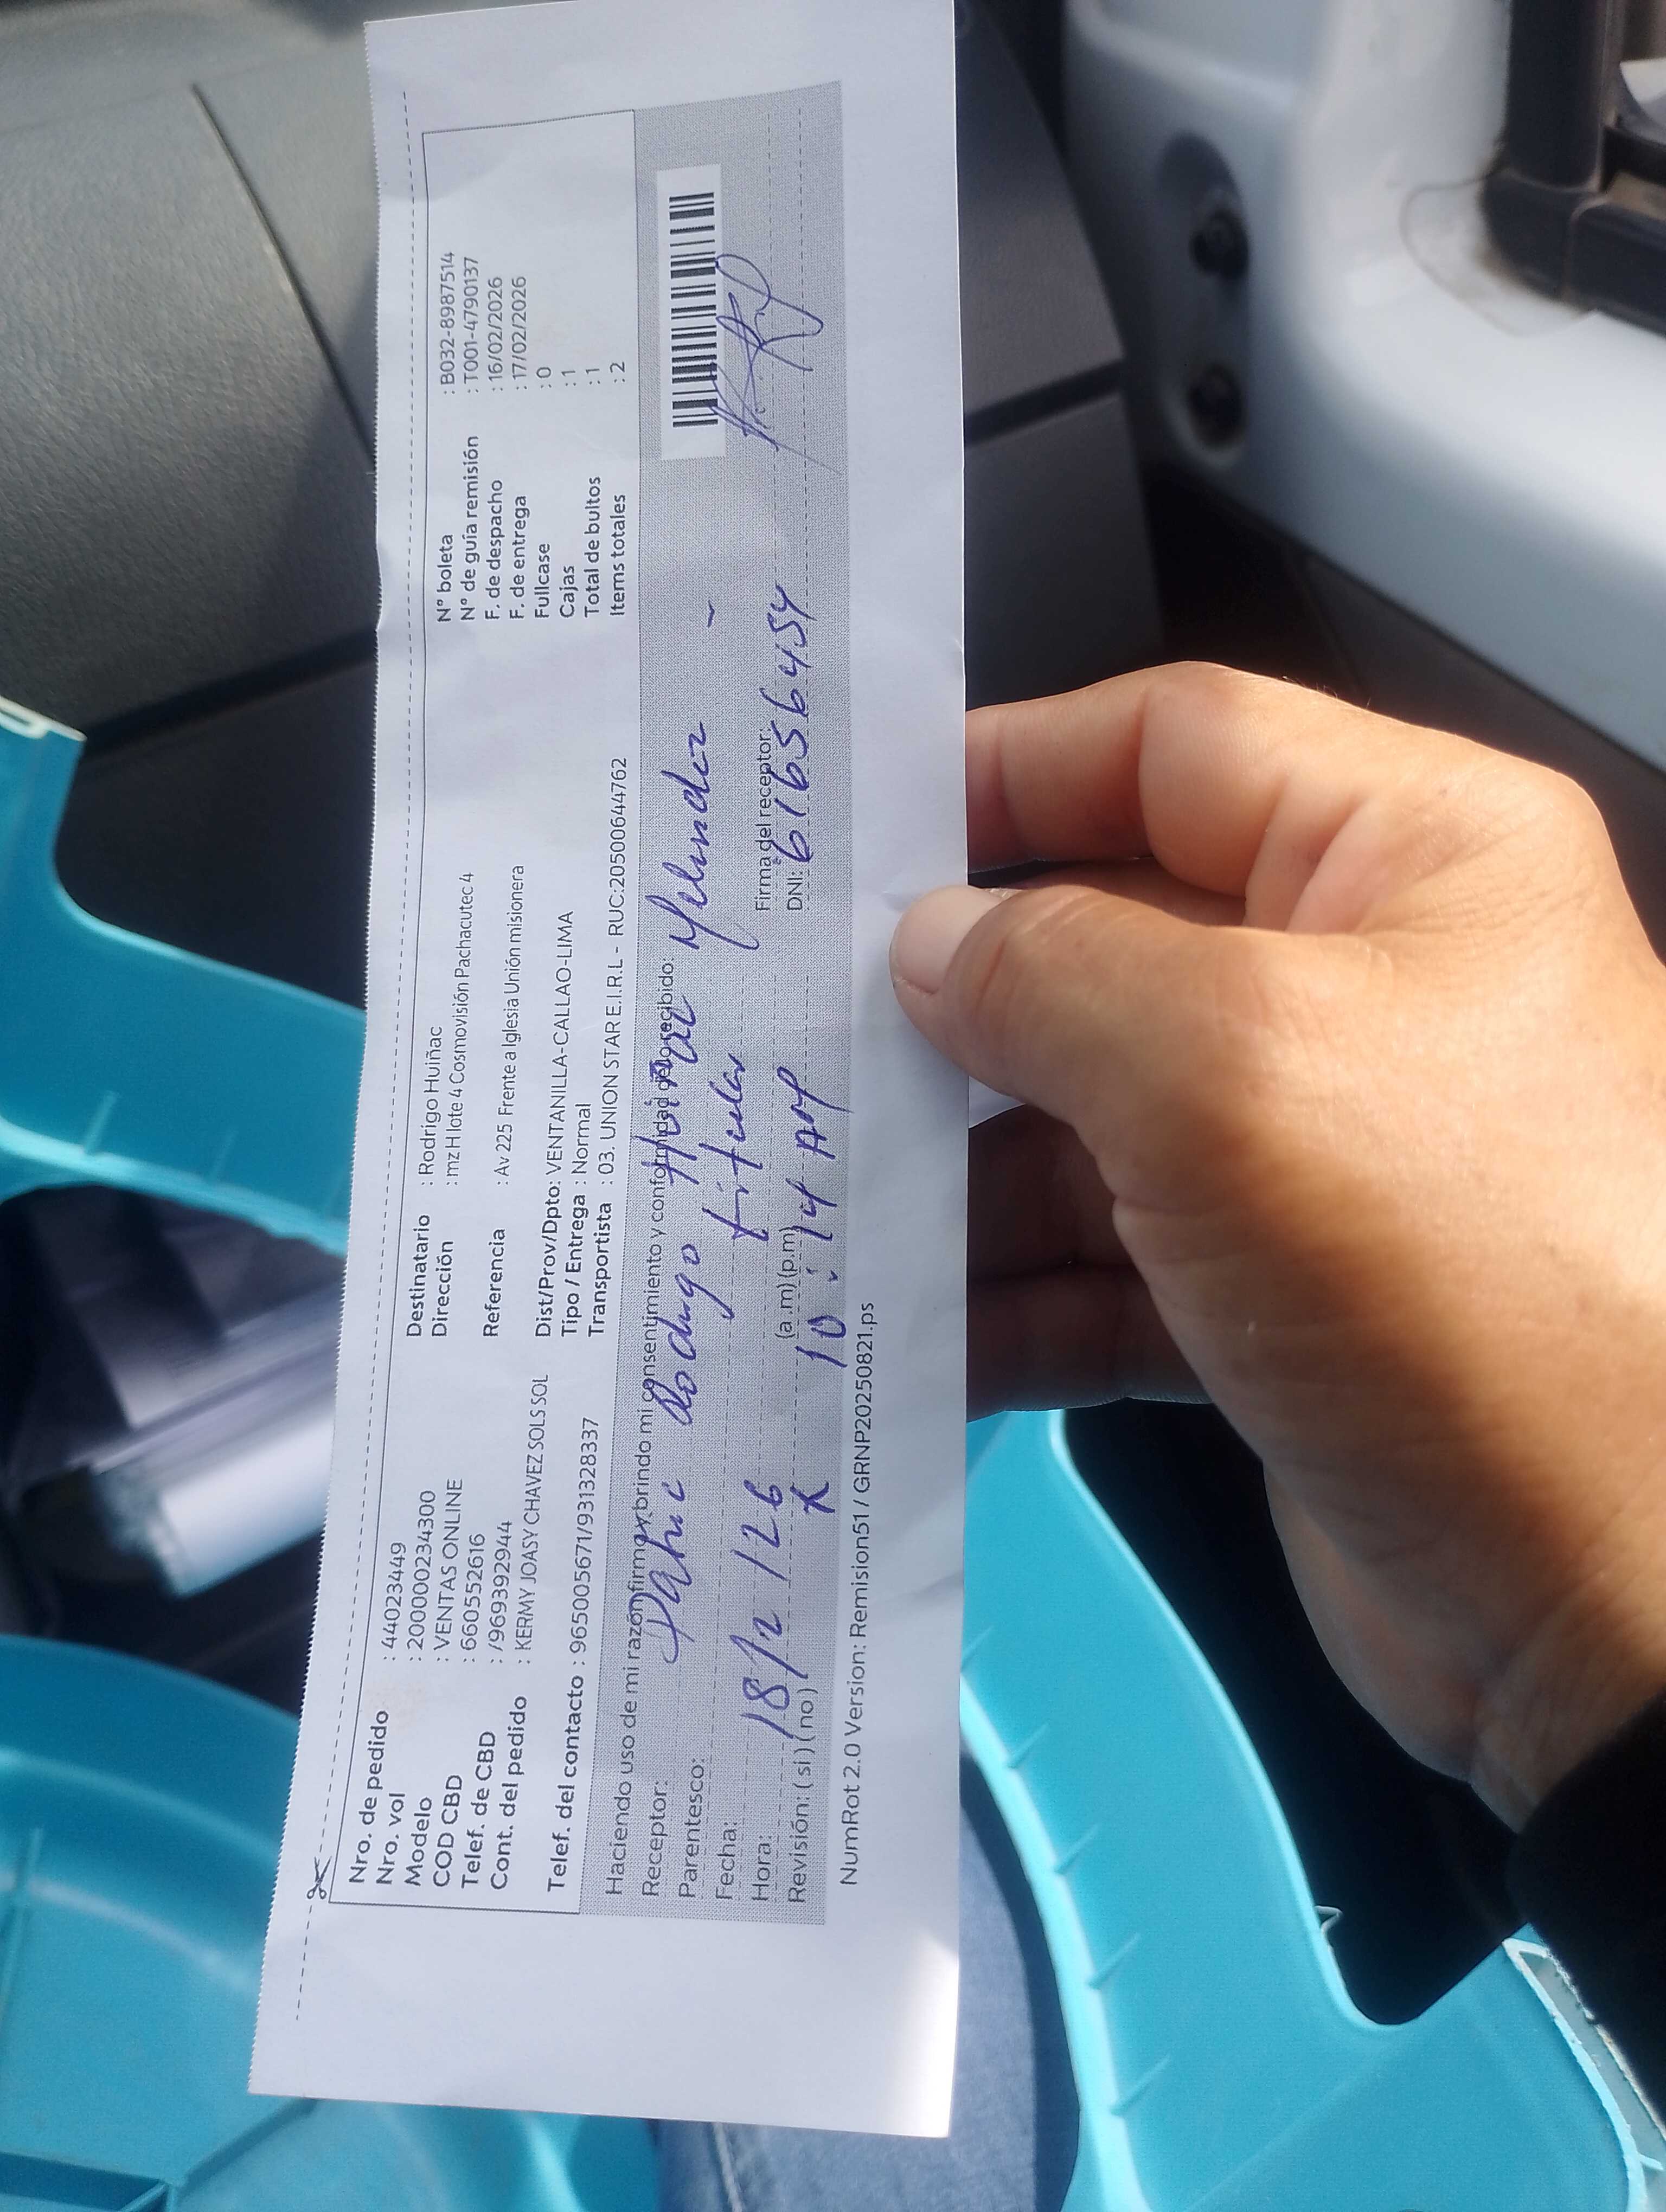 Nro. de pedido : 44023449
Nro. vol : 2000000234300
Modelo : VENTAS ONLINE
COD CBD : 660552616
Telef. de CBD : /969392944
Cont. del pedido : KERMY JOASY CHAVEZ SOLS SOL
Telef. del contacto : 965005671/931328337
Destinatario : Rodrigo Huiñac
Dirección : mz H lote 4 Cosmovisión Pachacutec 4
Referencia : Av 225 Frente a Iglesia Unión misionera
Dist/Prov/Dpto: VENTANILLA-CALLAO-LIMA
Tipo / Entrega : Normal
Transportista : 03. UNION STAR E.I.R.L - RUC:20500644762
N° boleta : B032-8987514
N° de guía remisión : T001-4790137
F. de despacho : 16/02/2026
F. de entrega : 17/02/2026
Fullcase : 0
Cajas : 1
Total de bultos : 1
Items totales : 2
Haciendo uso de mi razón firmo y brindo mi consentimiento y conformidad de lo recibido:
Receptor: Rodrigo
Parentesco: titular
Fecha: 18/2/26
Hora: 10:14 AM (a.m)(p.m)
Revisión: (si)(no) X
Firma del receptor:
DNI: 61656454
NumRot 2.0 Version: Remision51 / GRNP20250821.ps